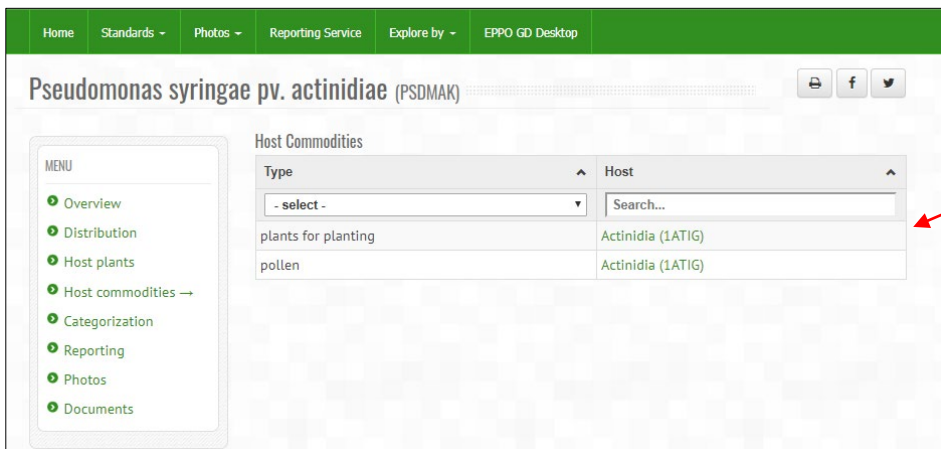 Home Standards Photos Reporting Service Explore by EPPO GD Desktop
Pseudomonas syringae pv. actinidiae (PSDMAK)
MENU
Overview
Distribution
Host plants
Host commodities →
Categorization
Reporting
Photos
Documents
Host Commodities
Type Host
- select - Search...
plants for planting Actinidia (1ATIG)
pollen Actinidia (1ATIG)